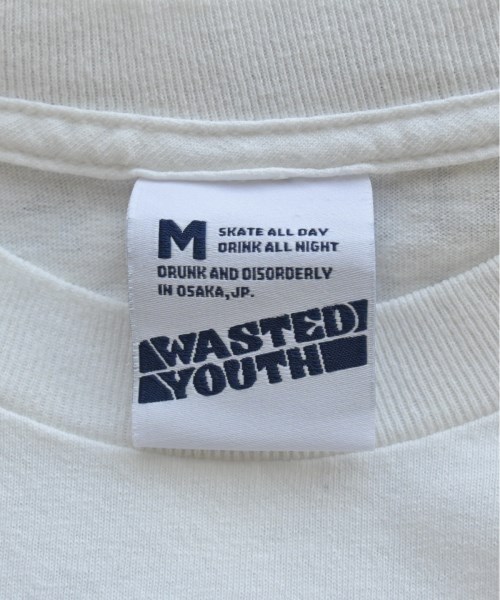 M
SKATE ALL DAY
DRINK ALL NIGHT
DRUNK AND DISORDERLY
IN OSAKA,JP.
WASTED
YOUTH